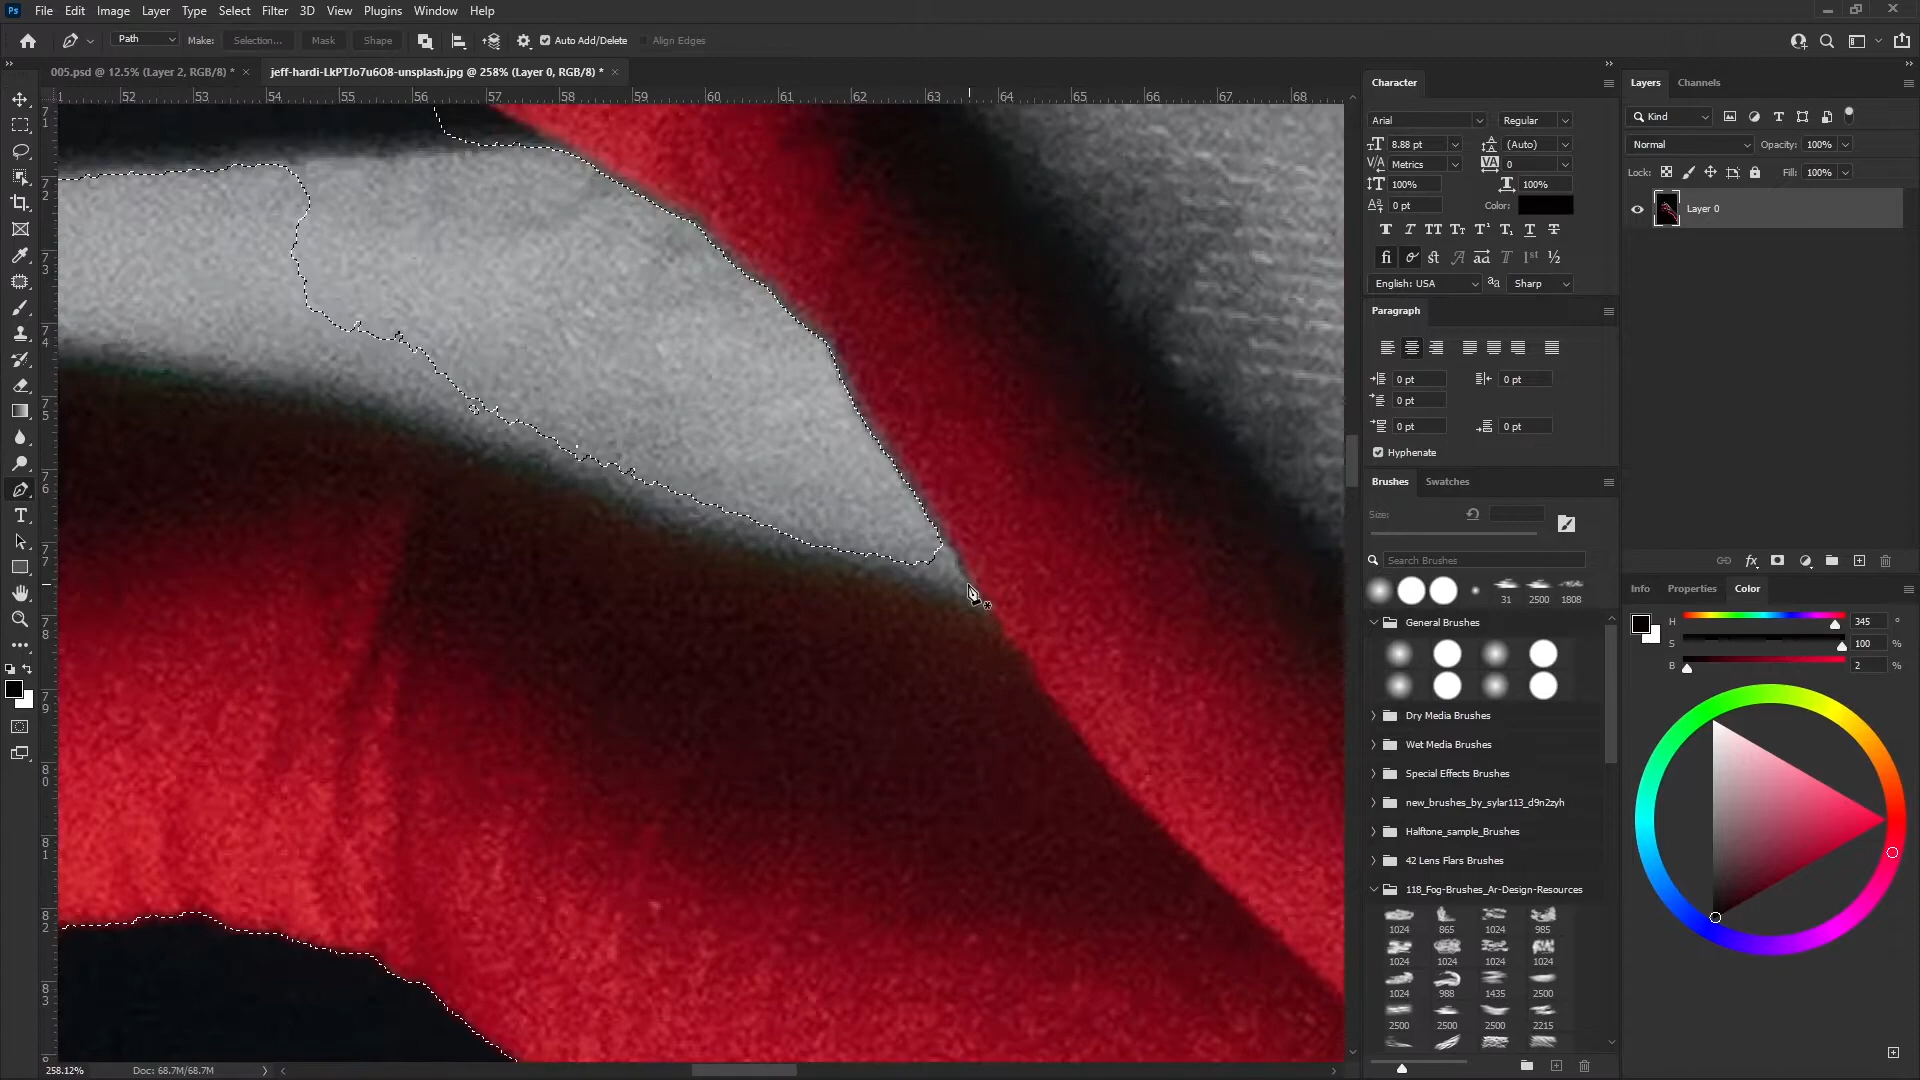 Ps File Edit Image Layer Type Select Filter 3D View Plugins Window Help
Path Make: Selection... Mask Shape Auto Add/Delete Align Edges
005.psd @ 12.5% (Layer 2, RGB/8) * × jeff-hardi-LkPTJo7u6O8-unsplash.jpg @ 258% (Layer 0, RGB/8) * ×
52 53 54 55 56 57 58 59 60 61 62 63 64 65 66 67 68
Character
Arial Regular
8.88 pt (Auto)
Metrics 0
100% 100%
0 pt Color:
English: USA Sharp
Paragraph
0 pt 0 pt
0 pt
0 pt 0 pt
Hyphenate
Brushes Swatches
Size:
Search Brushes
31 2500 1808
General Brushes
Dry Media Brushes
Wet Media Brushes
Special Effects Brushes
new_brushes_by_sylar113_d9n2zyh
Halftone_sample_Brushes
42 Lens Flars Brushes
118_Fog-Brushes_Ar-Design-Resources
1024 865 1024 985
1024 1024 1024 1024
1024 988 1435 2500
2500 2500 2500 2215
Layers Channels
Kind
Normal Opacity: 100%
Lock: Fill: 100%
Layer 0
Info Properties Color
H 345 °
S 100 %
B 2 %
258.12% Doc: 68.7M/68.7M